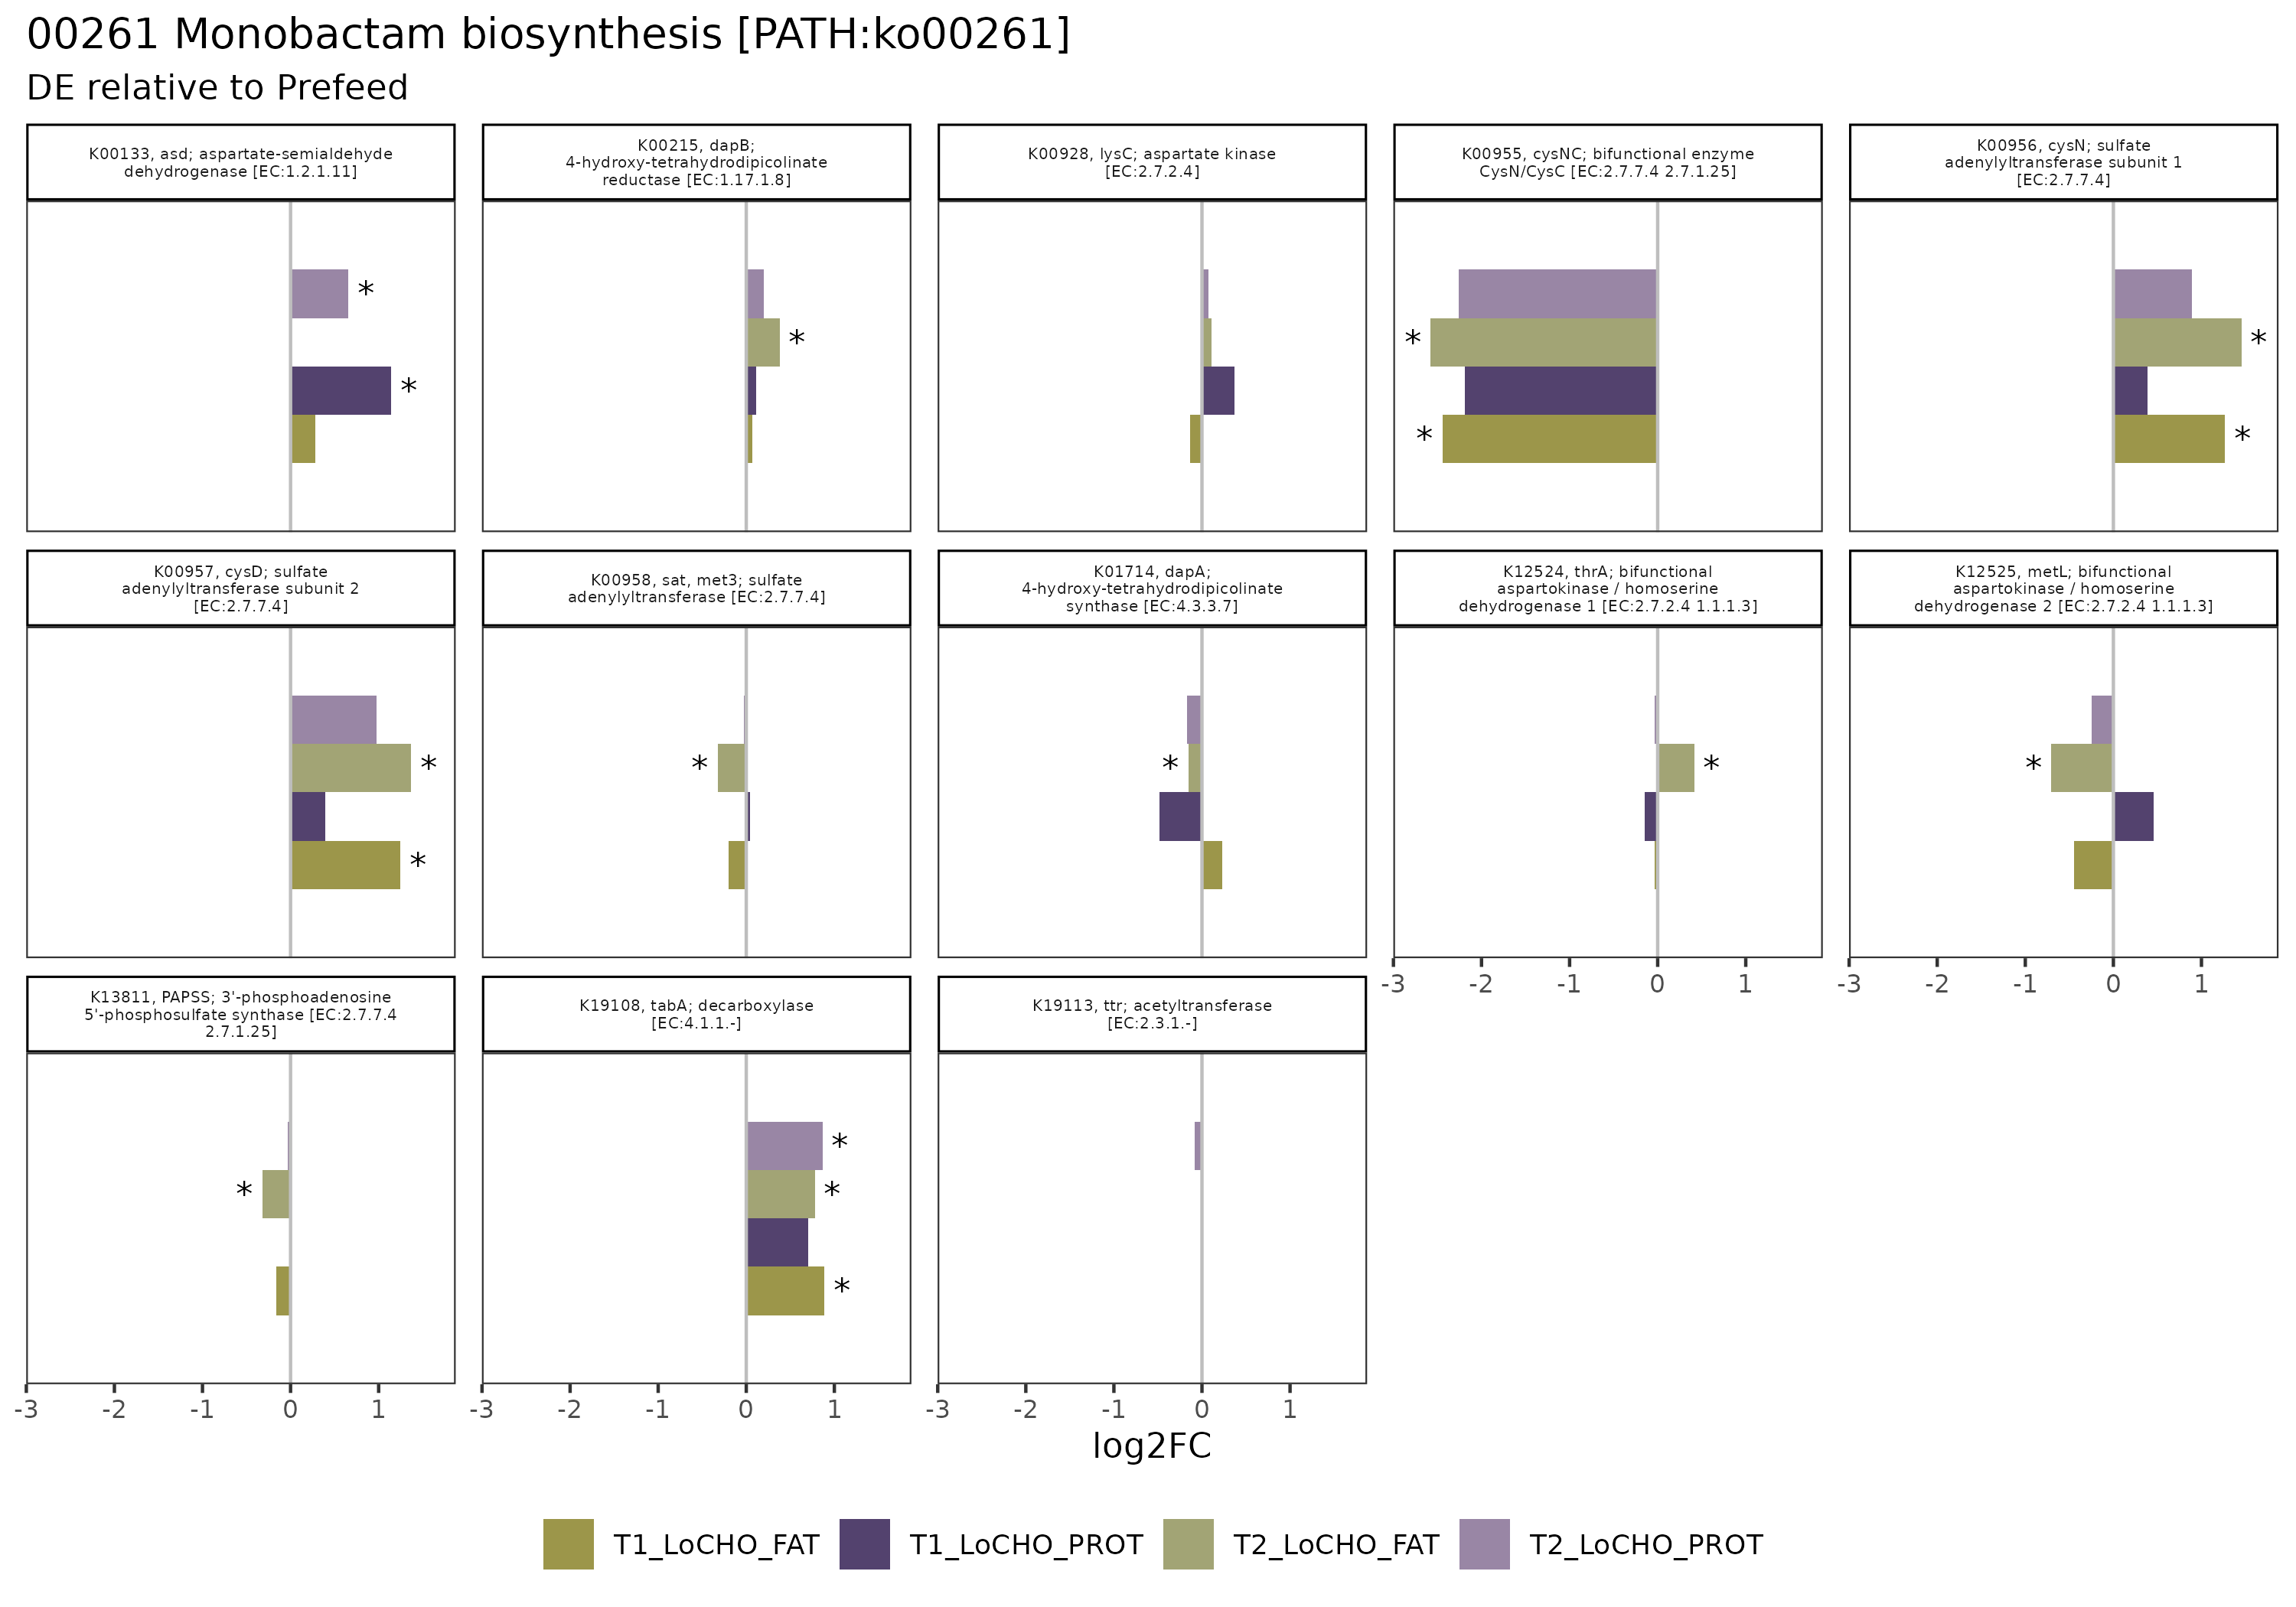 00261 Monobactam biosynthesis [PATH:ko00261]
DE relative to Prefeed
K00133, asd; aspartate-semialdehyde
dehydrogenase [EC:1.2.1.11]
K00215, dapB;
4-hydroxy-tetrahydrodipicolinate
reductase [EC:1.17.1.8]
K00928, lysC; aspartate kinase
[EC:2.7.2.4]
K00955, cysNC; bifunctional enzyme
CysN/CysC [EC:2.7.7.4 2.7.1.25]
K00956, cysN; sulfate
adenylyltransferase subunit 1
[EC:2.7.7.4]
*
*
*
*
*
*
*
K00957, cysD; sulfate
adenylyltransferase subunit 2
[EC:2.7.7.4]
K00958, sat, met3; sulfate
adenylyltransferase [EC:2.7.7.4]
K01714, dapA;
4-hydroxy-tetrahydrodipicolinate
synthase [EC:4.3.3.7]
K12524, thrA; bifunctional
aspartokinase / homoserine
dehydrogenase 1 [EC:2.7.2.4 1.1.1.3]
K12525, metL; bifunctional
aspartokinase / homoserine
dehydrogenase 2 [EC:2.7.2.4 1.1.1.3]
*
*
*
*
*
*
-3 -2 -1 0 1
-3 -2 -1 0 1
K13811, PAPSS; 3'-phosphoadenosine
5'-phosphosulfate synthase [EC:2.7.7.4
2.7.1.25]
K19108, tabA; decarboxylase
[EC:4.1.1.-]
K19113, ttr; acetyltransferase
[EC:2.3.1.-]
*
*
*
*
-3 -2 -1 0 1
-3 -2 -1 0 1
-3 -2 -1 0 1
log2FC
T1_LoCHO_FAT T1_LoCHO_PROT T2_LoCHO_FAT T2_LoCHO_PROT